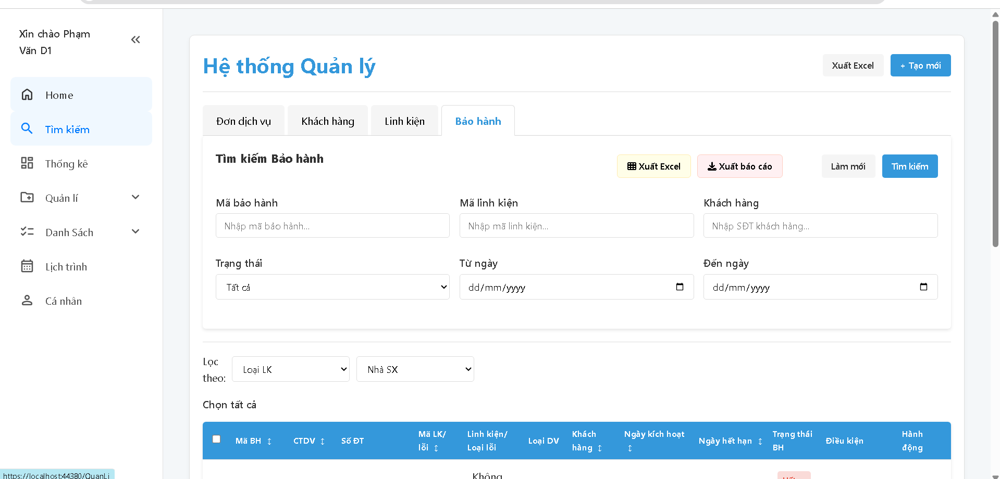 Xin chào Phạm
Văn D1
Home
Tìm kiếm
Thống kê
Quản lí
Danh Sách
Lịch trình
Cá nhân
Hệ thống Quản lý
Xuất Excel
+ Tạo mới
Đơn dịch vụ
Khách hàng
Linh kiện
Bảo hành
Tìm kiếm Bảo hành
Xuất Excel
Xuất báo cáo
Làm mới
Tìm kiếm
Mã bảo hành
Mã linh kiện
Khách hàng
Nhập mã bảo hành...
Nhập mã linh kiện...
Nhập SĐT khách hàng...
Trạng thái
Từ ngày
Đến ngày
Tất cả
dd/mm/yyyy
dd/mm/yyyy
Lọc
theo:
Loại LK
Nhà SX
Chọn tất cả
Mã BH ↕
CTDV ↕
Số ĐT
Mã LK/
lỗi ↕
Linh kiện/
Loại lỗi
Loại DV
Khách
hàng ↕
Ngày kích hoạt
↕
Ngày hết hạn ↕
Trạng thái
BH
Điều kiện
Hành
động
Không
https://localhost:44380/QuanLi